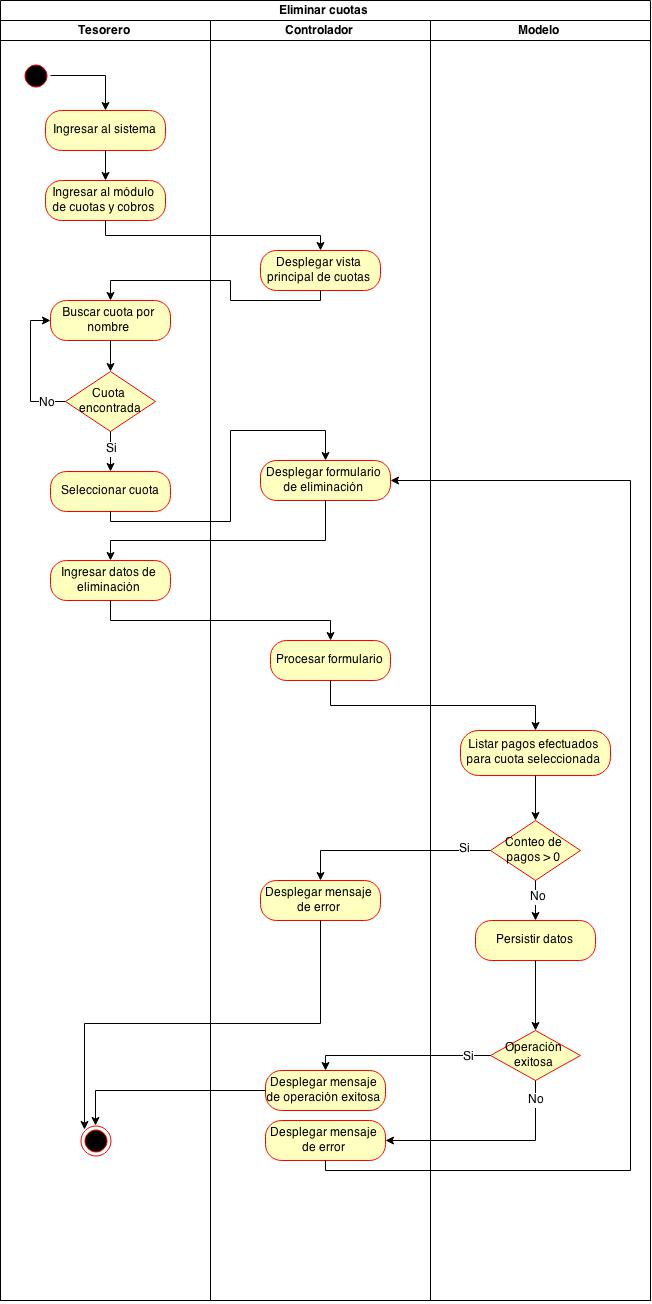 Eliminar cuotas
Tesorero
Controlador
Modelo
Ingresar al sistema
Ingresar al módulo
de cuotas y cobros
Desplegar vista
principal de cuotas
Buscar cuota por
nombre
Cuota
encontrada
No
Si
Seleccionar cuota
Desplegar formulario
de eliminación
Ingresar datos de
eliminación
Procesar formulario
Listar pagos efectuados
para cuota seleccionada
Conteo de
pagos > 0
Si
No
Desplegar mensaje
de error
Persistir datos
Operación
exitosa
Si
No
Desplegar mensaje
de operación exitosa
Desplegar mensaje
de error